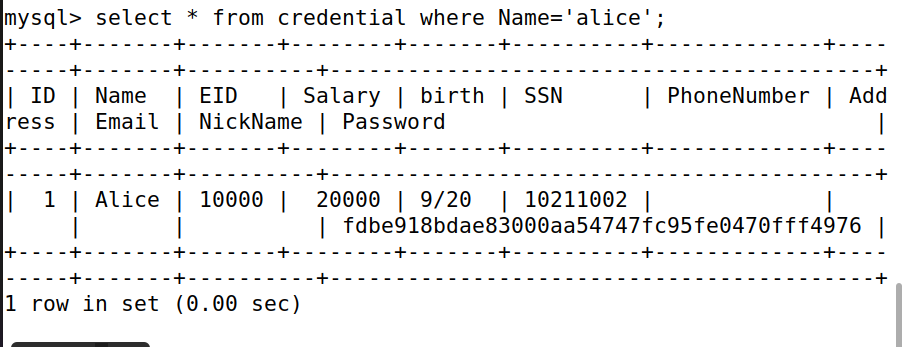 mysql> select * from credential where Name='alice';
+----+-------+-------+--------+-------+----------+-------------+----
-----+-------+----------+------------------------------------------+
| ID | Name  | EID   | Salary | birth | SSN      | PhoneNumber | Add
ress | Email | NickName | Password                                 |
+----+-------+-------+--------+-------+----------+-------------+----
-----+-------+----------+------------------------------------------+
|  1 | Alice | 10000 |  20000 | 9/20  | 10211002 |             |
     |       |          | fdbe918bdae83000aa54747fc95fe0470fff4976 |
+----+-------+-------+--------+-------+----------+-------------+----
-----+-------+----------+------------------------------------------+
1 row in set (0.00 sec)